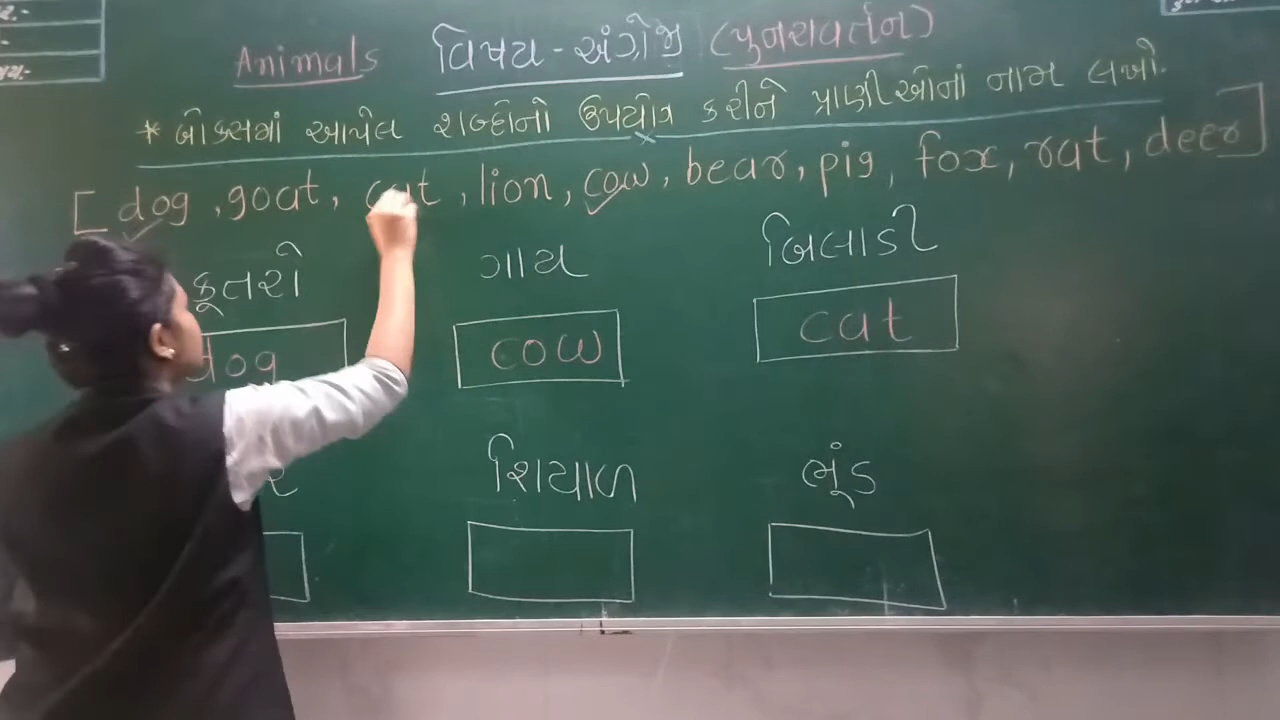 Animals વિષય - અંગ્રેજી (પુનરાવર્તન)
* બોક્સમાં આપેલ શબ્દોનો ઉપયોગ કરીને પ્રાણીઓનાં નામ લખો.
[dog, goat, cat, lion, cow, bear, pig, fox, rat, deer]
કૂતરો ગાય બિલાડી
dog cow cat
શિયાળ ભૂંડ